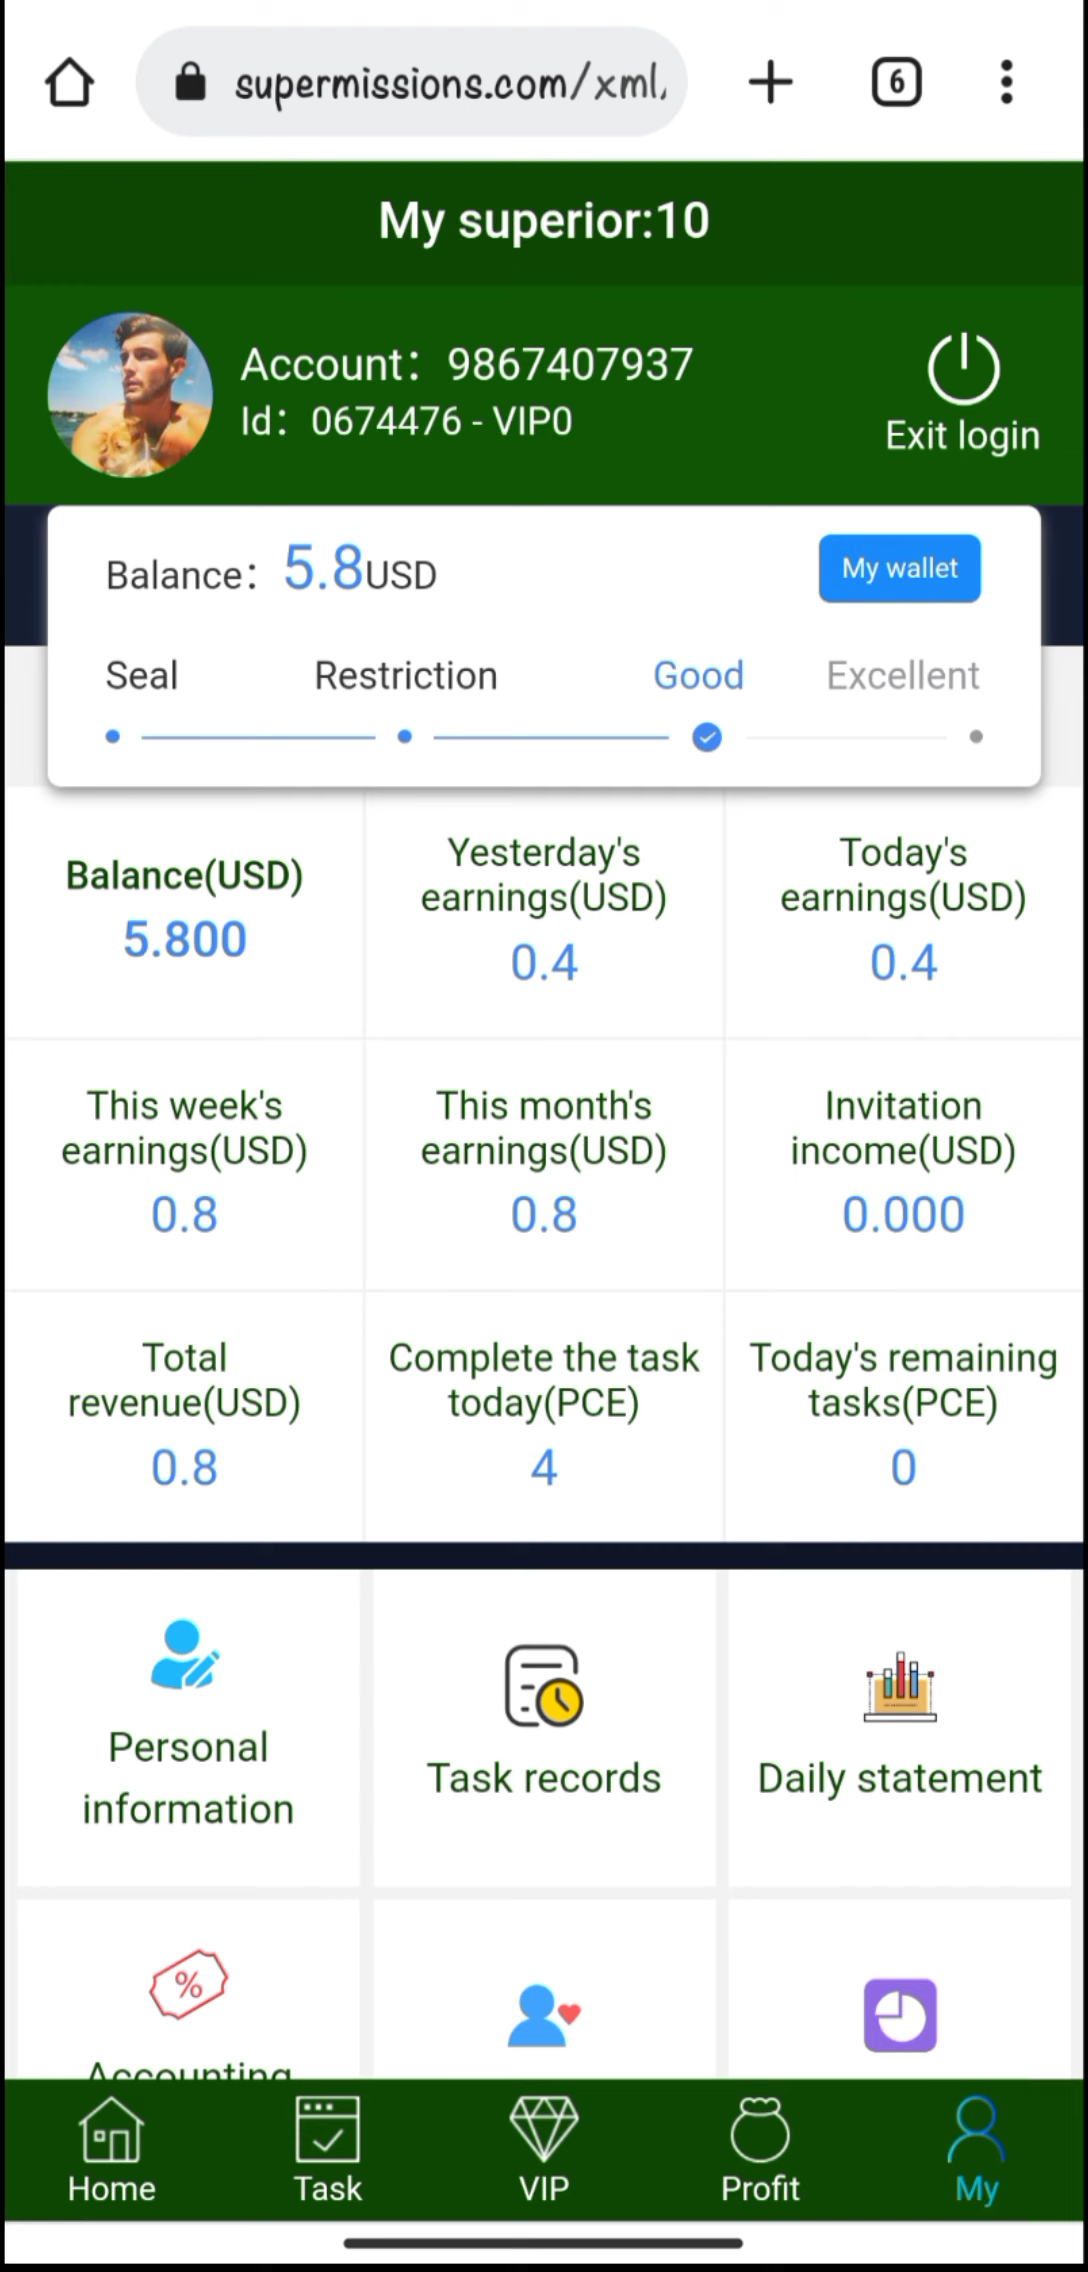 supermissions.com/xml
6
My superior:10
Account: 9867407937
Id: 0674476 - VIP0
Exit login
Balance: 5.8USD
My wallet
Seal Restriction Good Excellent
Balance(USD)
5.800
Yesterday's
earnings(USD)
0.4
Today's
earnings(USD)
0.4
This week's
earnings(USD)
0.8
This month's
earnings(USD)
0.8
Invitation
income(USD)
0.000
Total
revenue(USD)
0.8
Complete the task
today(PCE)
4
Today's remaining
tasks(PCE)
0
Personal
information
Task records
Daily statement
%
Accounting
Home Task VIP Profit My